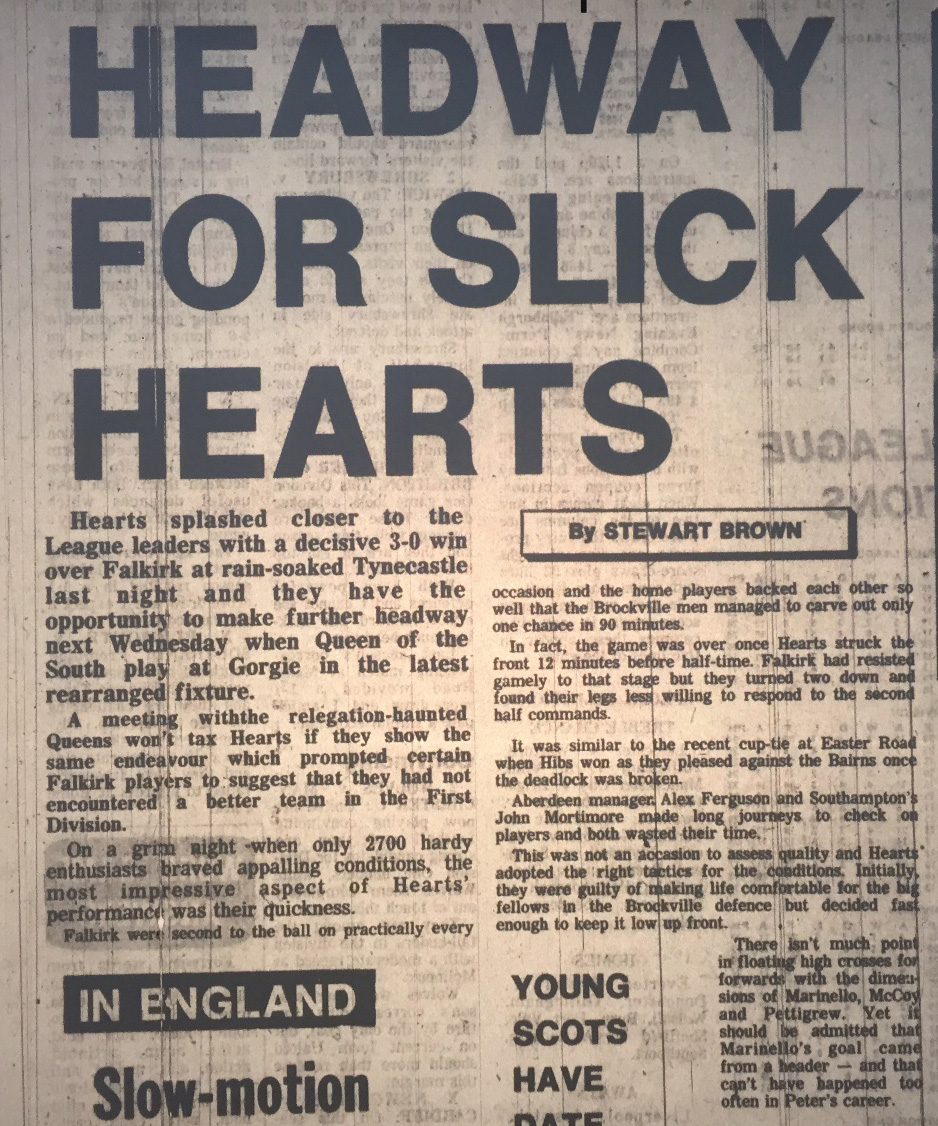 HEADWAY
FOR SLICK
HEARTS
Hearts splashed closer to the
League leaders with a decisive 3-0 win
over Falkirk at rain-soaked Tynecastle
last night and they have the
opportunity to make further headway
next Wednesday when Queen of the
South play at Gorgie in the latest
rearranged fixture.
A meeting withthe relegation-haunted
Queens won't tax Hearts if they show the
same endeavour which prompted certain
Falkirk players to suggest that they had not
encountered a better team in the First
Division.
On a grim night when only 2700 hardy
enthusiasts braved appalling conditions, the
most impressive aspect of Hearts'
performance was their quickness.
Falkirk were second to the ball on practically every
By STEWART BROWN
occasion and the home players backed each other so
well that the Brockville men managed to carve out only
one chance in 90 minutes.
In fact, the game was over once Hearts struck the
front 12 minutes before half-time. Falkirk had resisted
gamely to that stage but they turned two down and
found their legs less willing to respond to the second
half commands.
It was similar to the recent cup-tie at Easter Road
when Hibs won as they pleased against the Bairns once
the deadlock was broken.
Aberdeen manager Alex Ferguson and Southampton's
John Mortimore made long journeys to check on
players and both wasted their time.
This was not an accasion to assess quality and Hearts
adopted the right tactics for the conditions. Initially,
they were guilty of making life comfortable for the big
fellows in the Brockville defence but decided fast
enough to keep it low up front.
There isn't much point
in floating high crosses for
forwards with the dimen-
sions of Marinello, McCoy
and Pettigrew. Yet it
should be admitted that
Marinello's goal came
from a header — and that
can't have happened too
often in Peter's career.
IN ENGLAND
Slow-motion
YOUNG
SCOTS
HAVE
DATE